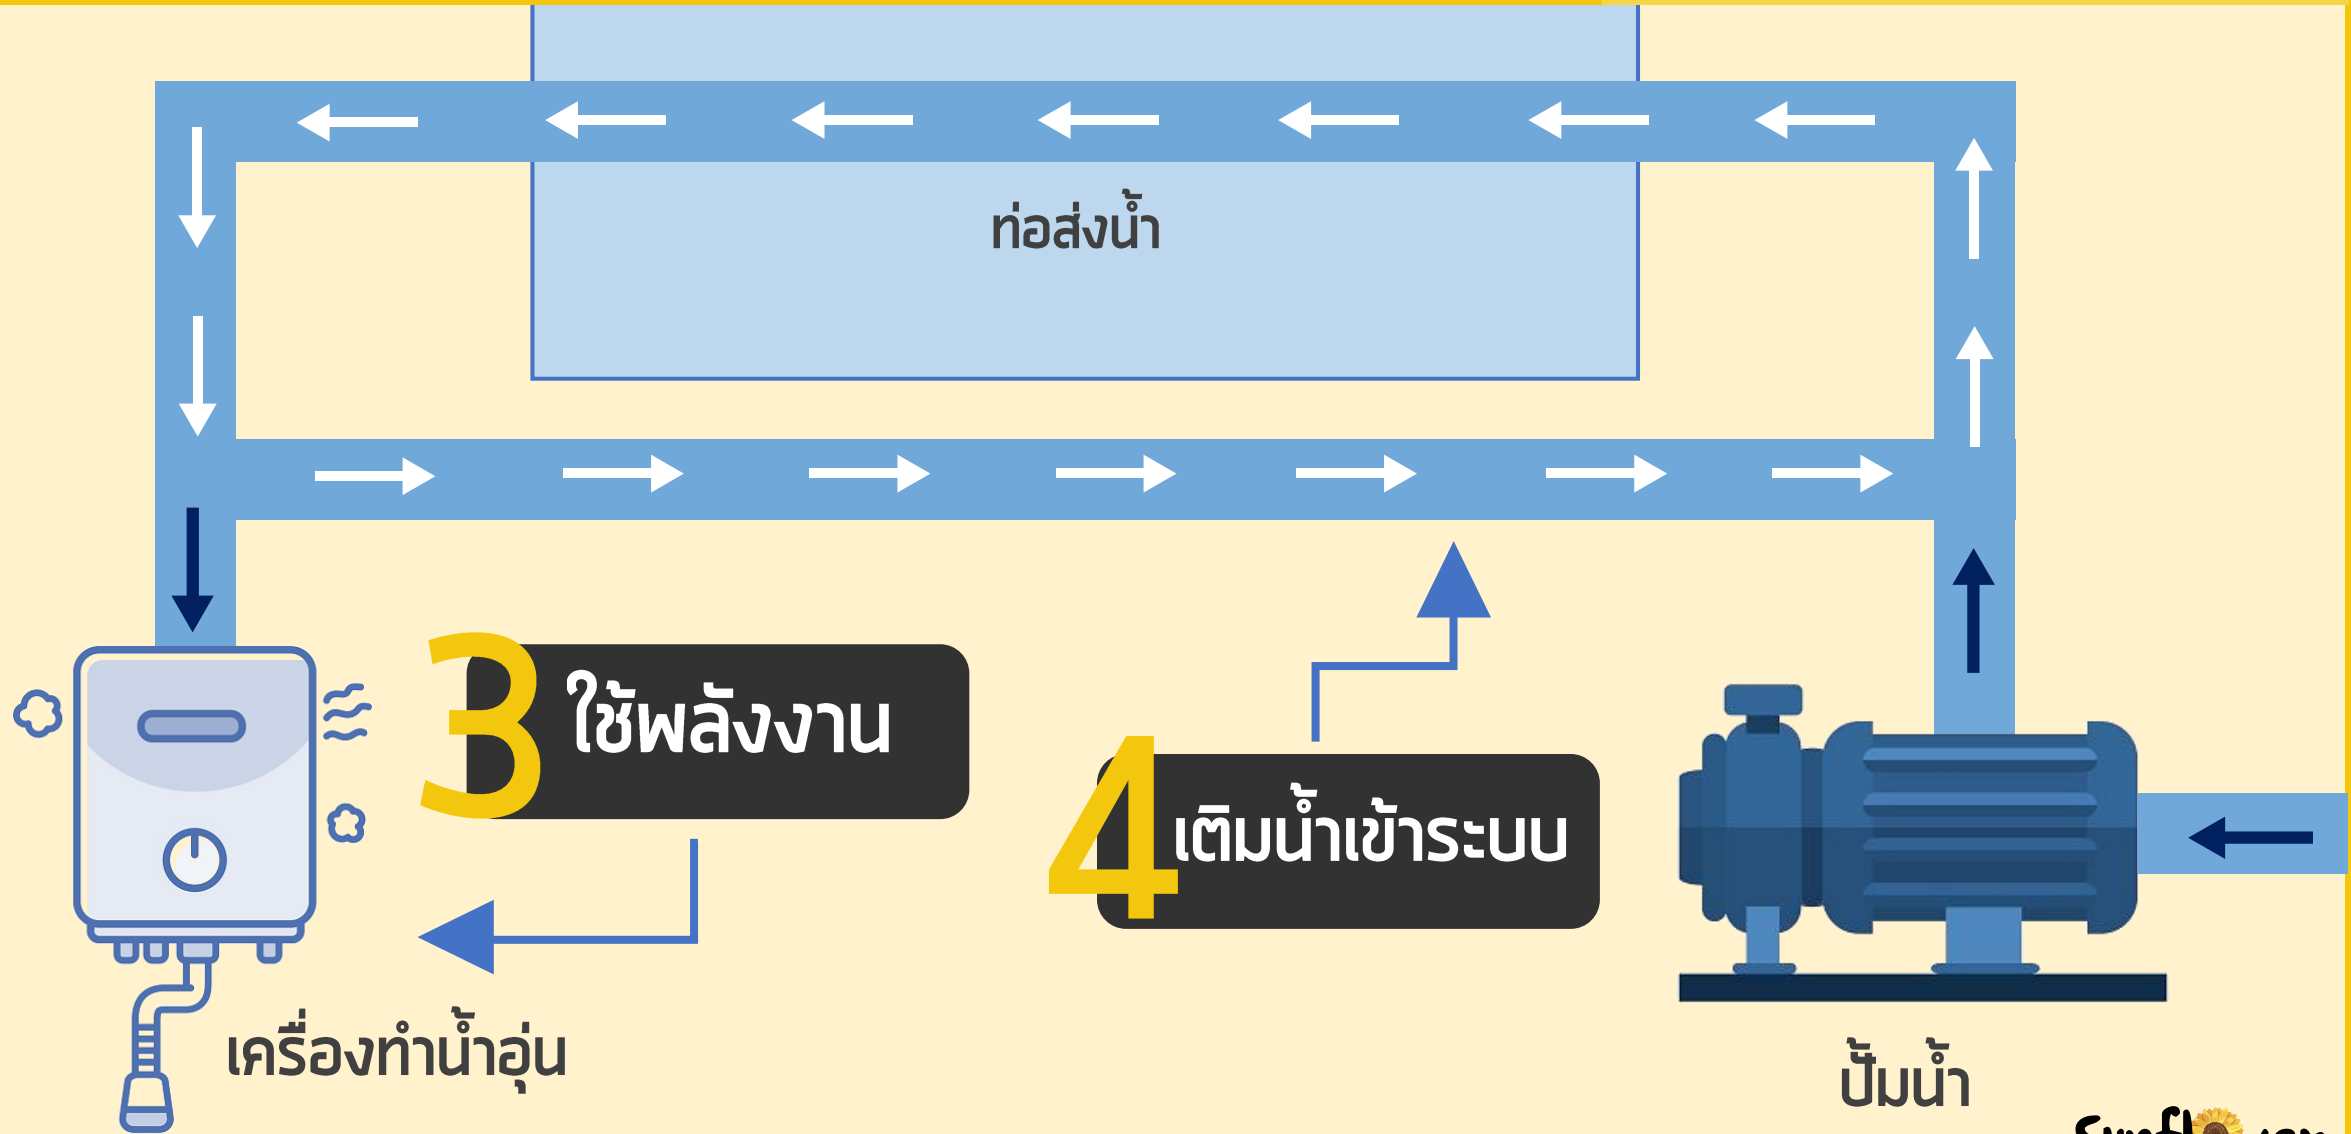 ท่อส่งน้ำ
3 ใช้พลังงาน
4 เติมน้ำเข้าระบบ
เครื่องทำน้ำอุ่น
ปั๊มน้ำ